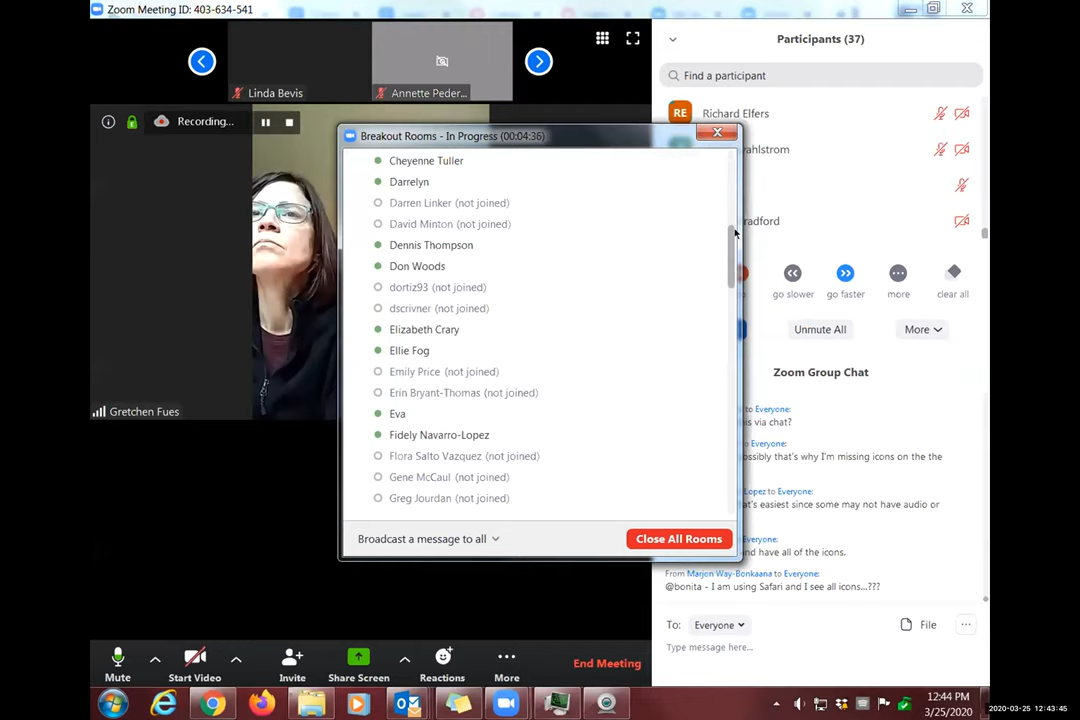 Zoom Meeting ID: 403-634-541
Linda Bevis
Annette Peder...
Recording...
Gretchen Fues
Breakout Rooms - In Progress (00:04:36)
Cheyenne Tuller
Darrelyn
Darren Linker (not joined)
David Minton (not joined)
Dennis Thompson
Don Woods
dortiz93 (not joined)
dscrivner (not joined)
Elizabeth Crary
Ellie Fog
Emily Price (not joined)
Erin Bryant-Thomas (not joined)
Eva
Fidely Navarro-Lopez
Flora Salto Vazquez (not joined)
Gene McCaul (not joined)
Greg Jourdan (not joined)
Broadcast a message to all
Close All Rooms
Participants (37)
Find a participant
RE
Richard Elfers
ahlstrom
adford
go slower
go faster
more
clear all
Unmute All
More
Zoom Group Chat
to Everyone:
is via chat?
to Everyone:
ossibly that's why I'm missing icons on the the
Lopez to Everyone:
at's easiest since some may not have audio or
Everyone:
and have all of the icons.
From Marjon Way-Bonkaana to Everyone:
@bonita - I am using Safari and I see all icons...???
To: Everyone
File
Type message here...
Mute
Start Video
Invite
Share Screen
Reactions
More
End Meeting
12:44 PM
3/25/2020
2020-03-25 12:43:45